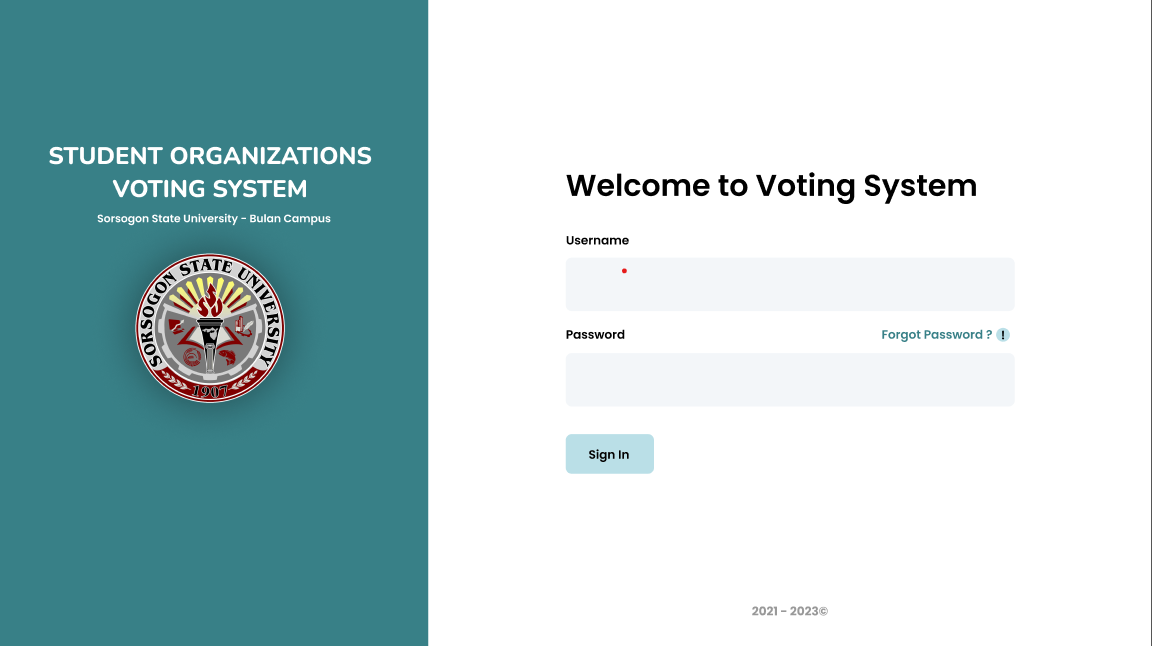 STUDENT ORGANIZATIONS
VOTING SYSTEM
Sorsogon State University - Bulan Campus
SORSOGON STATE UNIVERSITY
1907
Welcome to Voting System
Username
Password
Forgot Password ? !
Sign In
2021 - 2023©